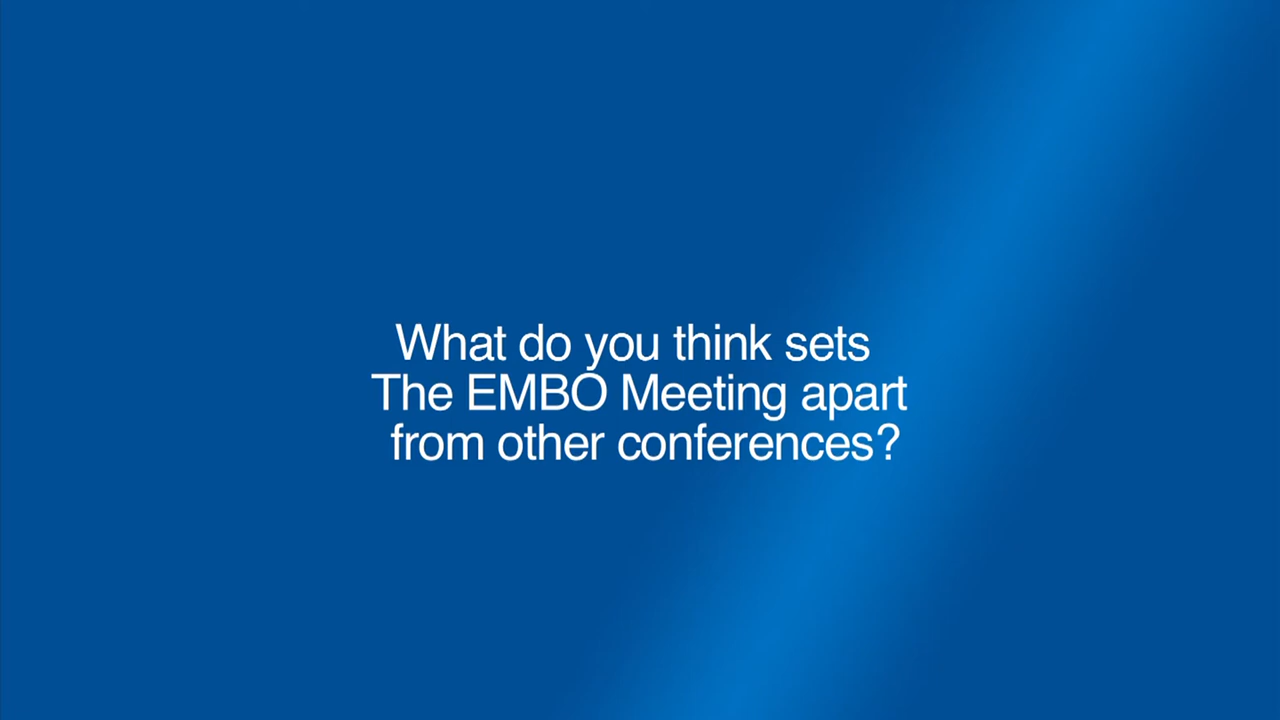 What do you think sets
The EMBO Meeting apart
from other conferences?